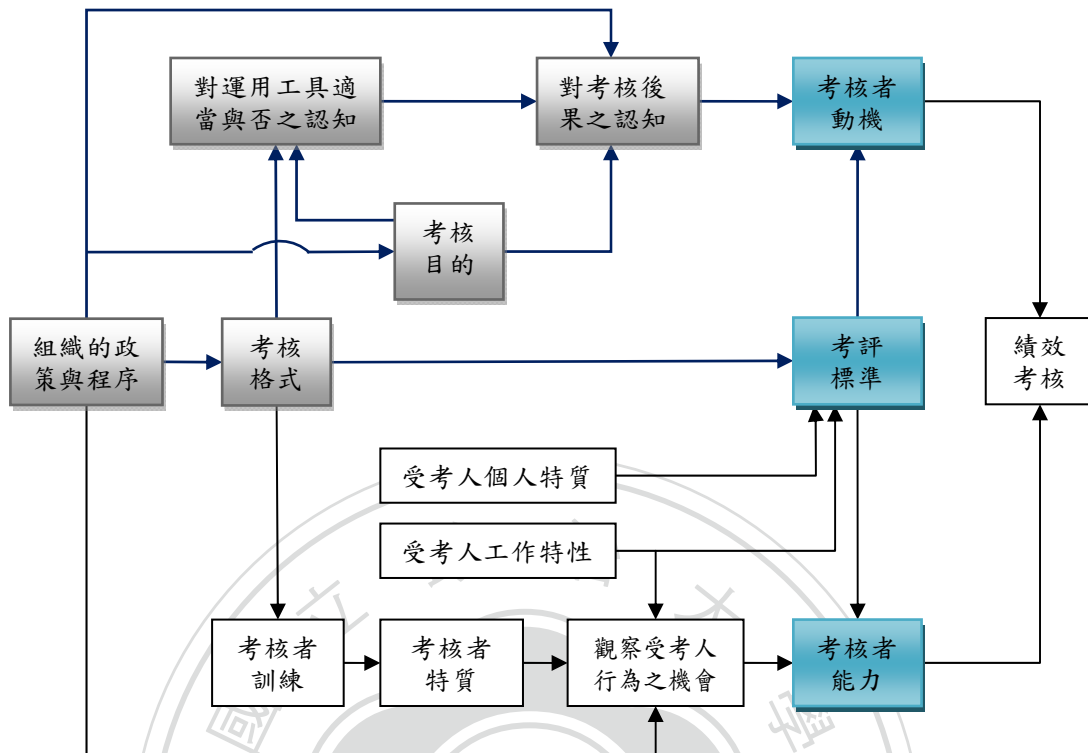 對運用工具適
當與否之認知
對考核後
果之認知
考核者
動機
考核
目的
組織的政
策與程序
考核
格式
考評
標準
績效
考核
受考人個人特質
受考人工作特性
考核者
訓練
考核者
特質
觀察受考人
行為之機會
考核者
能力
國
立
大
學